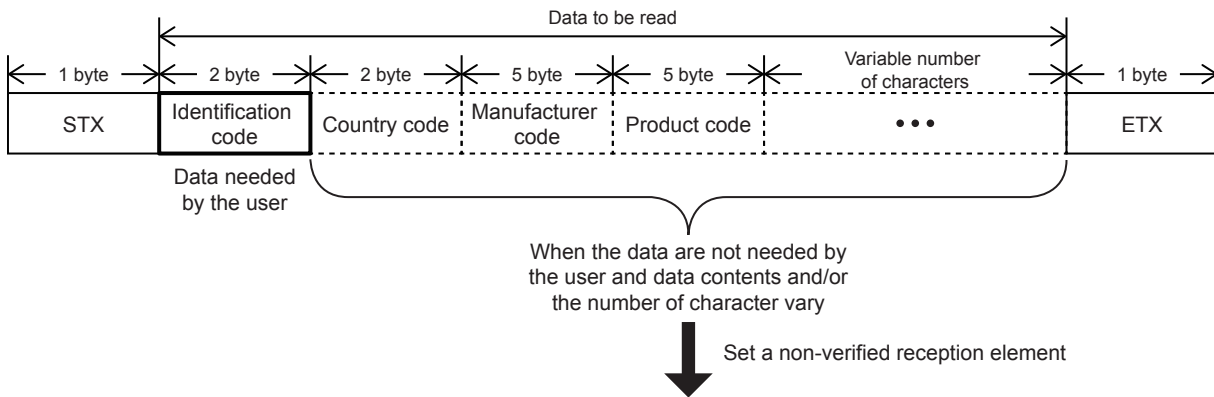 Data to be read
1 byte
2 byte
2 byte
5 byte
5 byte
Variable number
of characters
1 byte
STX
Identification
code
Country code
Manufacturer
code
Product code
•••
ETX
Data needed
by the user
When the data are not needed by
the user and data contents and/or
the number of character vary
Set a non-verified reception element